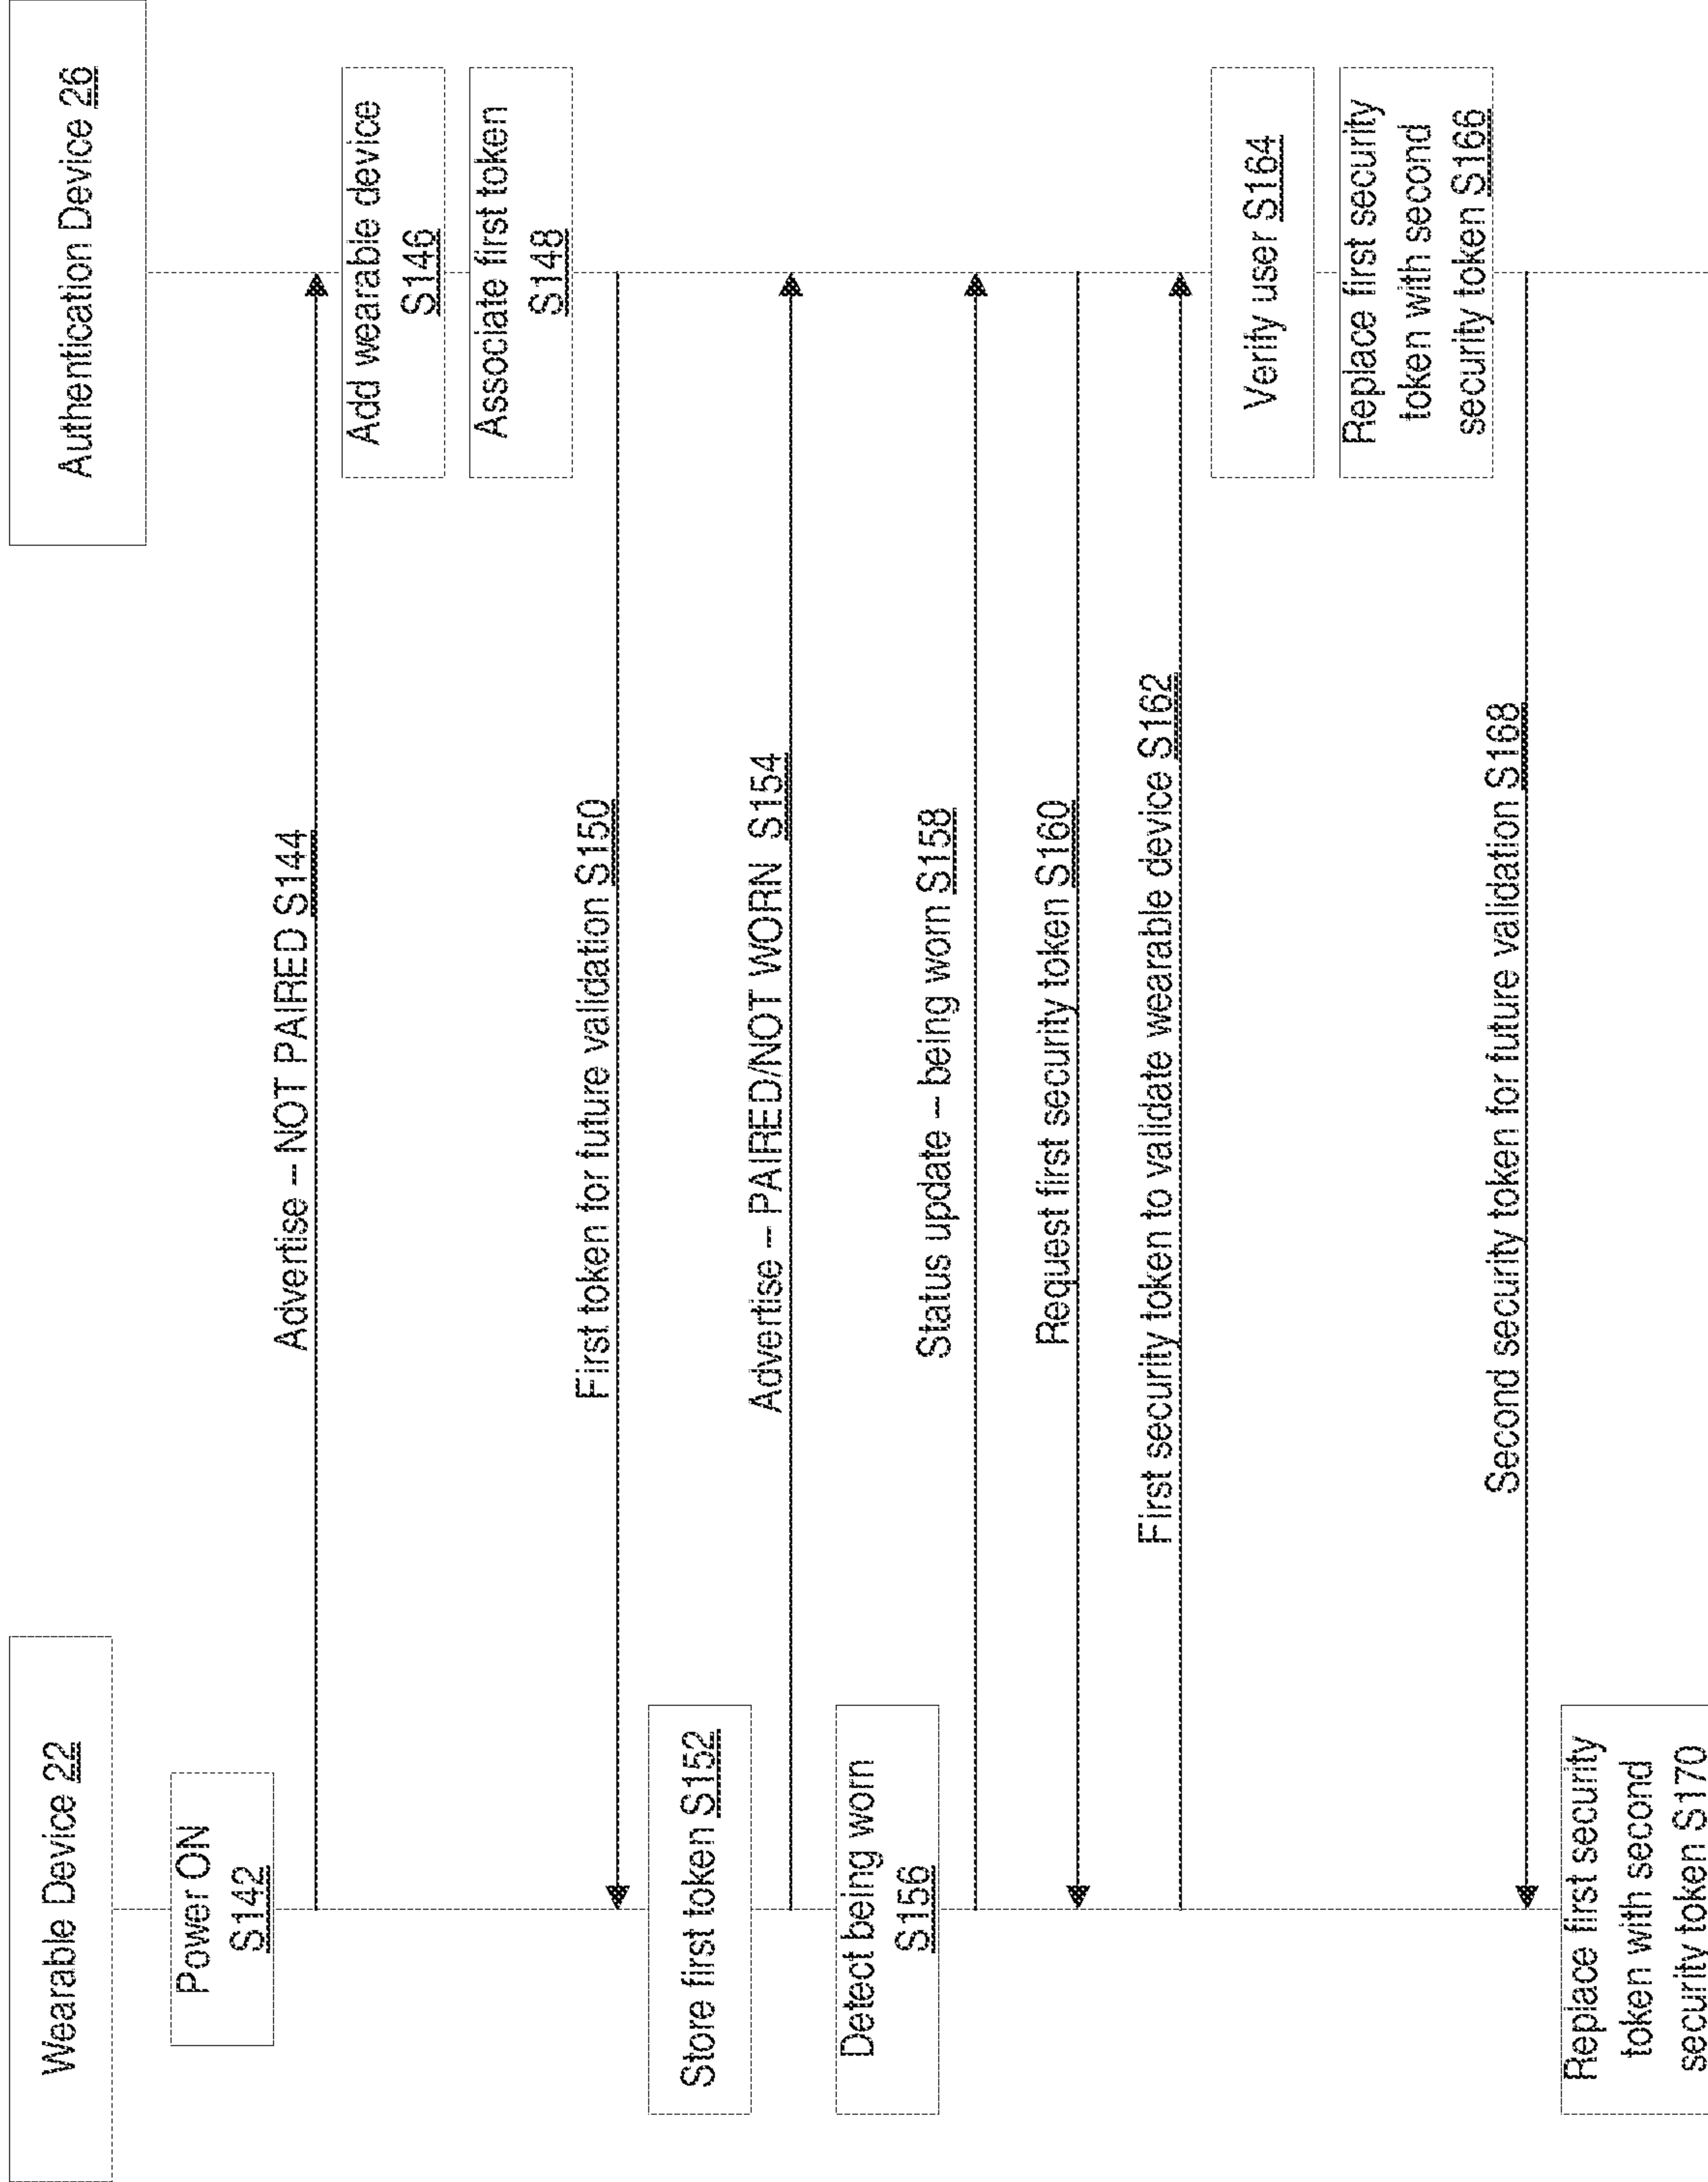 Wearable Device 22
Authentication Device 26
Power ON
S142
Advertise -- NOT PAIRED S144
Add wearable device
S146
Associate first token
S148
First token for future validation S150
Store first token S152
Advertise -- PAIRED/NOT WORN S154
Detect being worn
S156
Status update -- being worn S158
Request first security token S160
First security token to validate wearable device S162
Verify user S164
Replace first security
token with second
security token S166
Second security token for future validation S168
Replace first security
token with second
security token S170